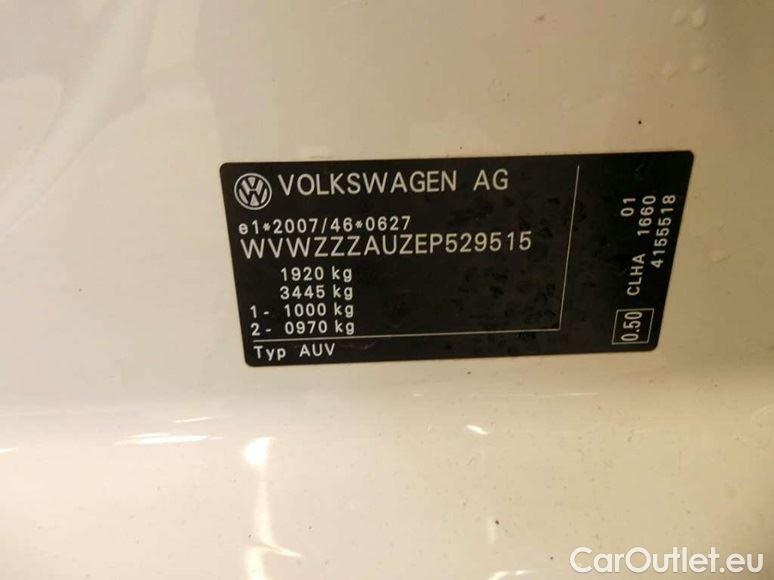 VOLKSWAGEN AG
e1*2007/46*0627
WVWZZZAUZEP529515
1920 kg
3445 kg
1- 1000 kg
2- 0970 kg
Typ AUV
01
CLHA 1660
0.50 4155518
CarOutlet.eu